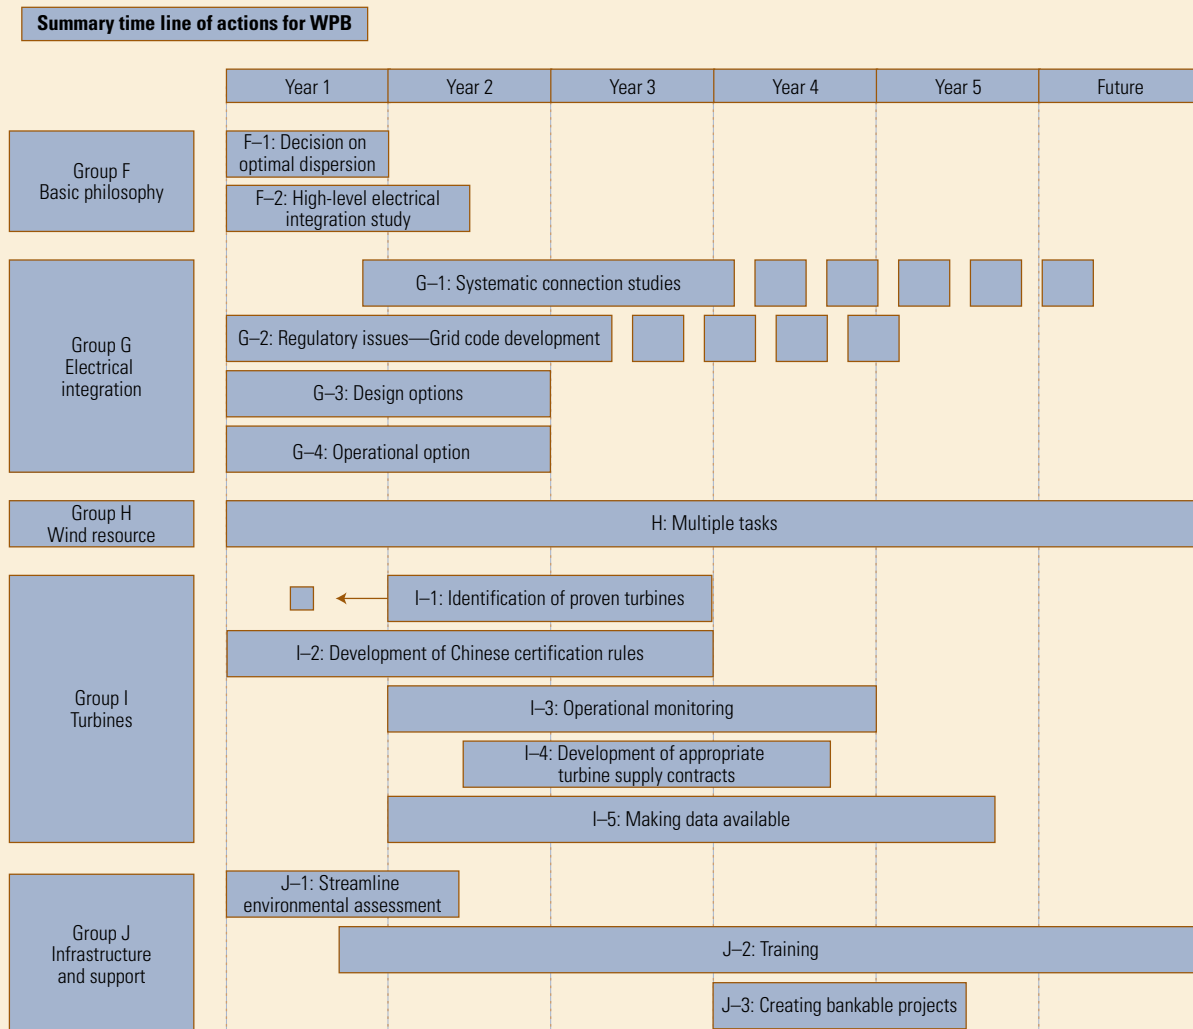 Summary time line of actions for WPB
Year 1
Year 2
Year 3
Year 4
Year 5
Future
Group F
Basic philosophy
F–1: Decision on
optimal dispersion
F–2: High-level electrical
integration study
Group G
Electrical
integration
G–1: Systematic connection studies
G–2: Regulatory issues—Grid code development
G–3: Design options
G–4: Operational option
Group H
Wind resource
H: Multiple tasks
Group I
Turbines
I–1: Identification of proven turbines
I–2: Development of Chinese certification rules
I–3: Operational monitoring
I–4: Development of appropriate
turbine supply contracts
I–5: Making data available
Group J
Infrastructure
and support
J–1: Streamline
environmental assessment
J–2: Training
J–3: Creating bankable projects